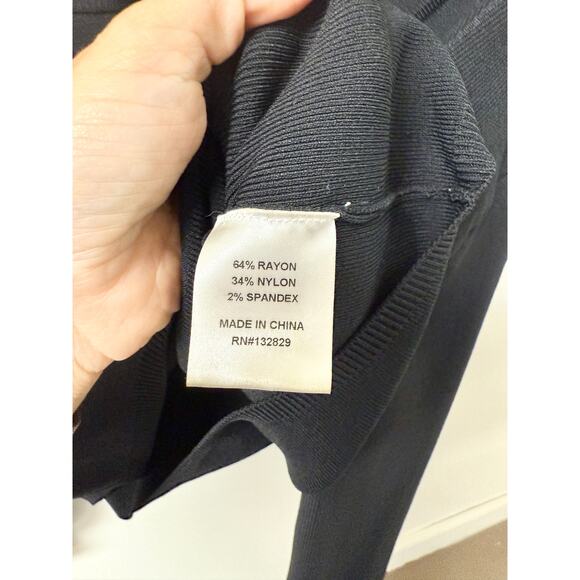 64% RAYON
34% NYLON
2% SPANDEX
MADE IN CHINA
RN#132829